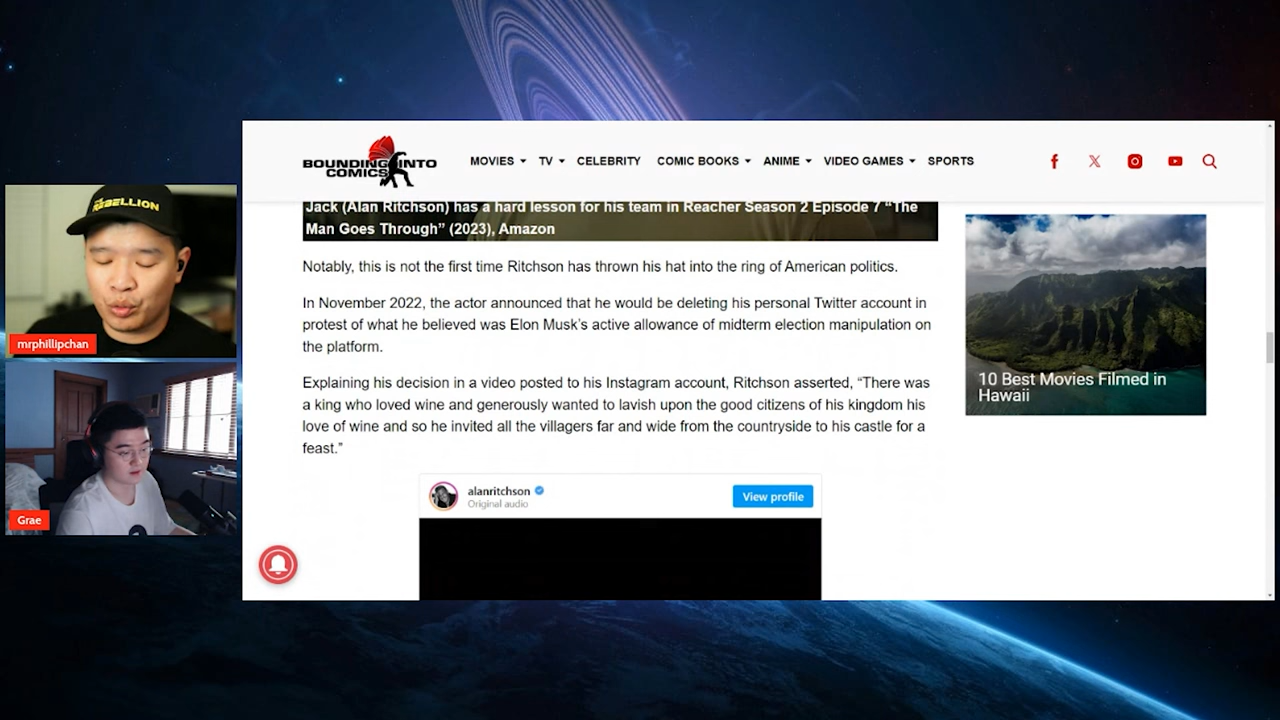 BOUNDING INTO
COMICS
MOVIES TV CELEBRITY COMIC BOOKS ANIME VIDEO GAMES SPORTS
THE
REBELLION
mrphillipchan
Grae
Jack (Alan Ritchson) has a hard lesson for his team in Reacher Season 2 Episode 7 “The
Man Goes Through” (2023), Amazon
Notably, this is not the first time Ritchson has thrown his hat into the ring of American politics.
In November 2022, the actor announced that he would be deleting his personal Twitter account in
protest of what he believed was Elon Musk’s active allowance of midterm election manipulation on
the platform.
Explaining his decision in a video posted to his Instagram account, Ritchson asserted, “There was
a king who loved wine and generously wanted to lavish upon the good citizens of his kingdom his
love of wine and so he invited all the villagers far and wide from the countryside to his castle for a
feast.”
alanritchson
Original audio
View profile
10 Best Movies Filmed in
Hawaii